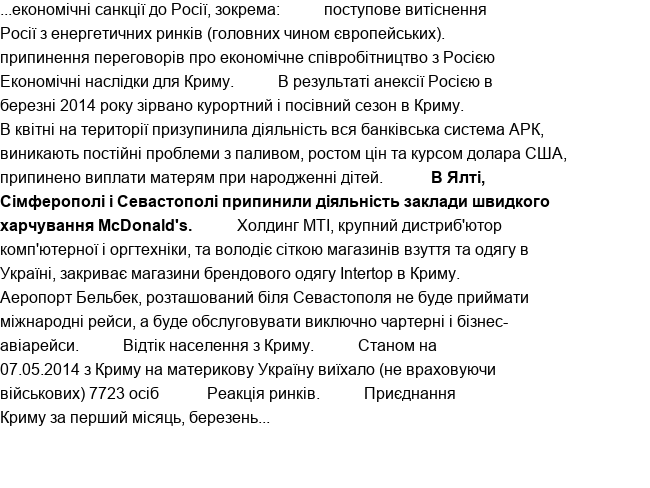 ...економічні санкції до Росії, зокрема: поступове витіснення
Росії з енергетичних ринків (головних чином європейських).
припинення переговорів про економічне співробітництво з Росією
Економічні наслідки для Криму. В результаті анексії Росією в
березні 2014 року зірвано курортний і посівний сезон в Криму.
В квітні на території призупинила діяльність вся банківська система АРК,
виникають постійні проблеми з паливом, ростом цін та курсом долара США,
припинено виплати матерям при народженні дітей. В Ялті,
Сімферополі і Севастополі припинили діяльність заклади швидкого
харчування McDonald's. Холдинг МТІ, крупний дистриб'ютор
комп'ютерної і оргтехніки, та володіє сіткою магазинів взуття та одягу в
Україні, закриває магазини брендового одягу Intertop в Криму.
Аеропорт Бельбек, розташований біля Севастополя не буде приймати
міжнародні рейси, а буде обслуговувати виключно чартерні і бізнес-
авіарейси. Відтік населення з Криму. Станом на
07.05.2014 з Криму на материкову Україну виїхало (не враховуючи
військових) 7723 осіб Реакція ринків. Приєднання
Криму за перший місяць, березень...